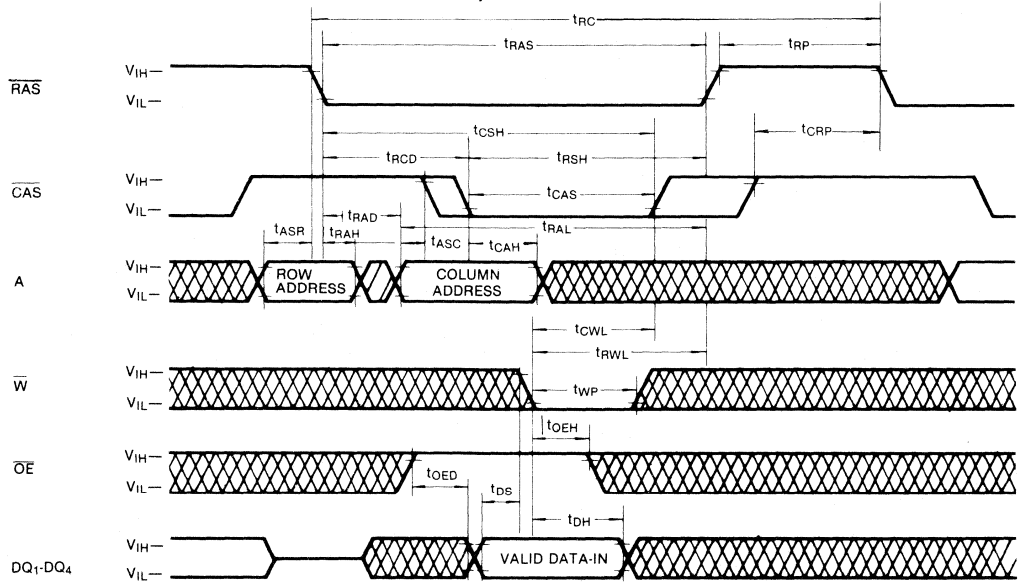 tRC
tRAS
tRP
RAS
VIH
VIL
tCSH
tCRP
tRCD
tRSH
CAS
VIH
VIL
tCAS
tRAD
tRAL
tASR
tRAH
tASC
tCAH
A
VIH
VIL
ROW ADDRESS
COLUMN ADDRESS
tCWL
tRWL
W
VIH
VIL
tWP
tOEH
OE
VIH
VIL
tOED
tDS
tDH
DQ1-DQ4
VIH
VIL
VALID DATA-IN